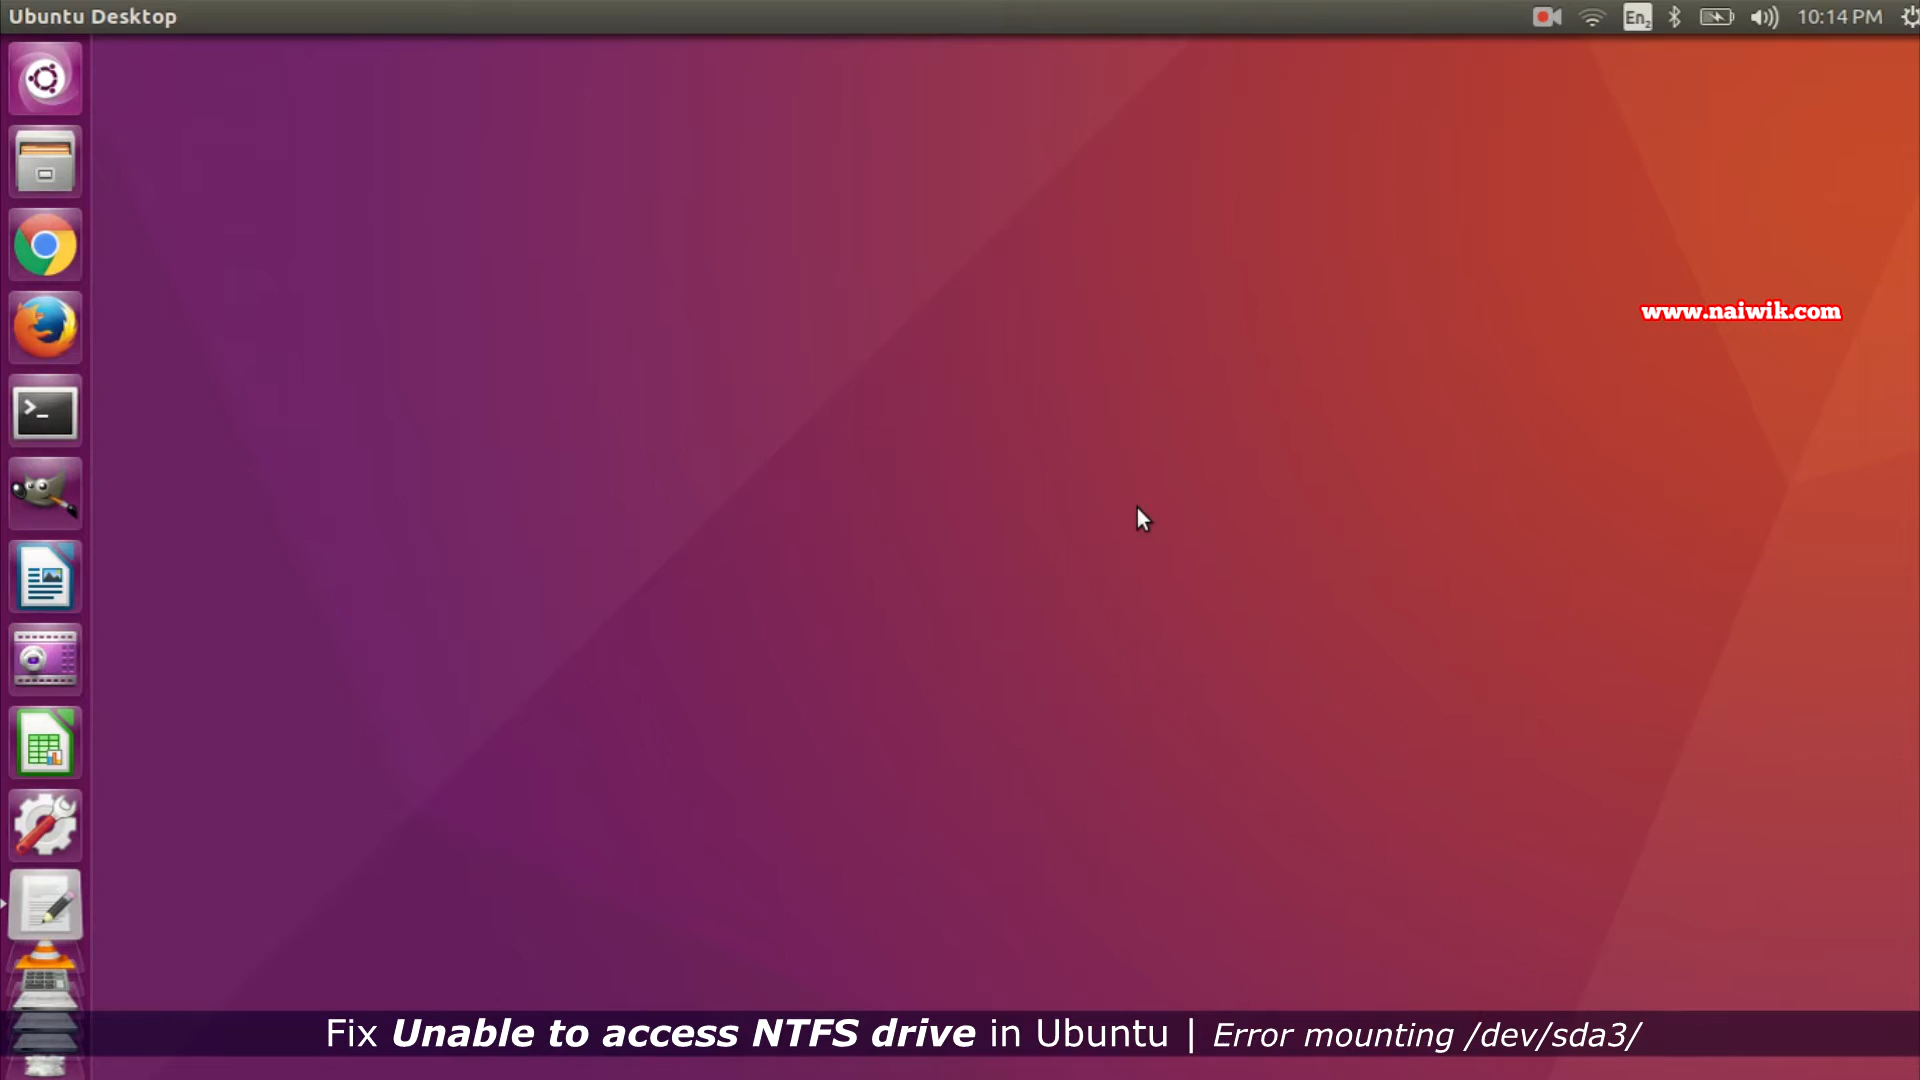 Ubuntu Desktop
En2
10:14 PM
www.naiwik.com
Fix Unable to access NTFS drive in Ubuntu | Error mounting /dev/sda3/